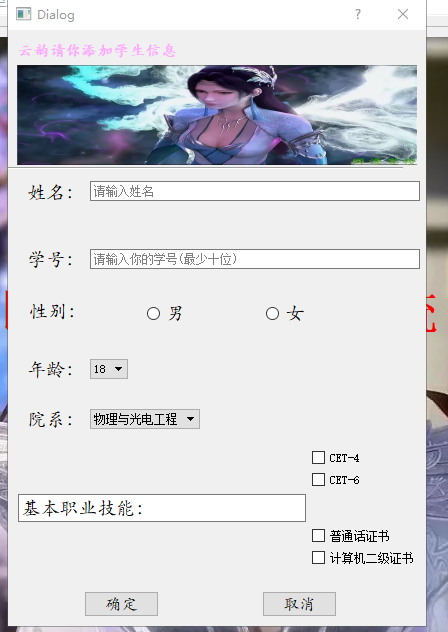 Dialog
云韵请你添加学生信息
姓名：
请输入姓名
学号：
请输入你的学号(最少十位)
性别：
男
女
年龄：
18
院系：
物理与光电工程
CET-4
CET-6
基本职业技能：
普通话证书
计算机二级证书
确定
取消